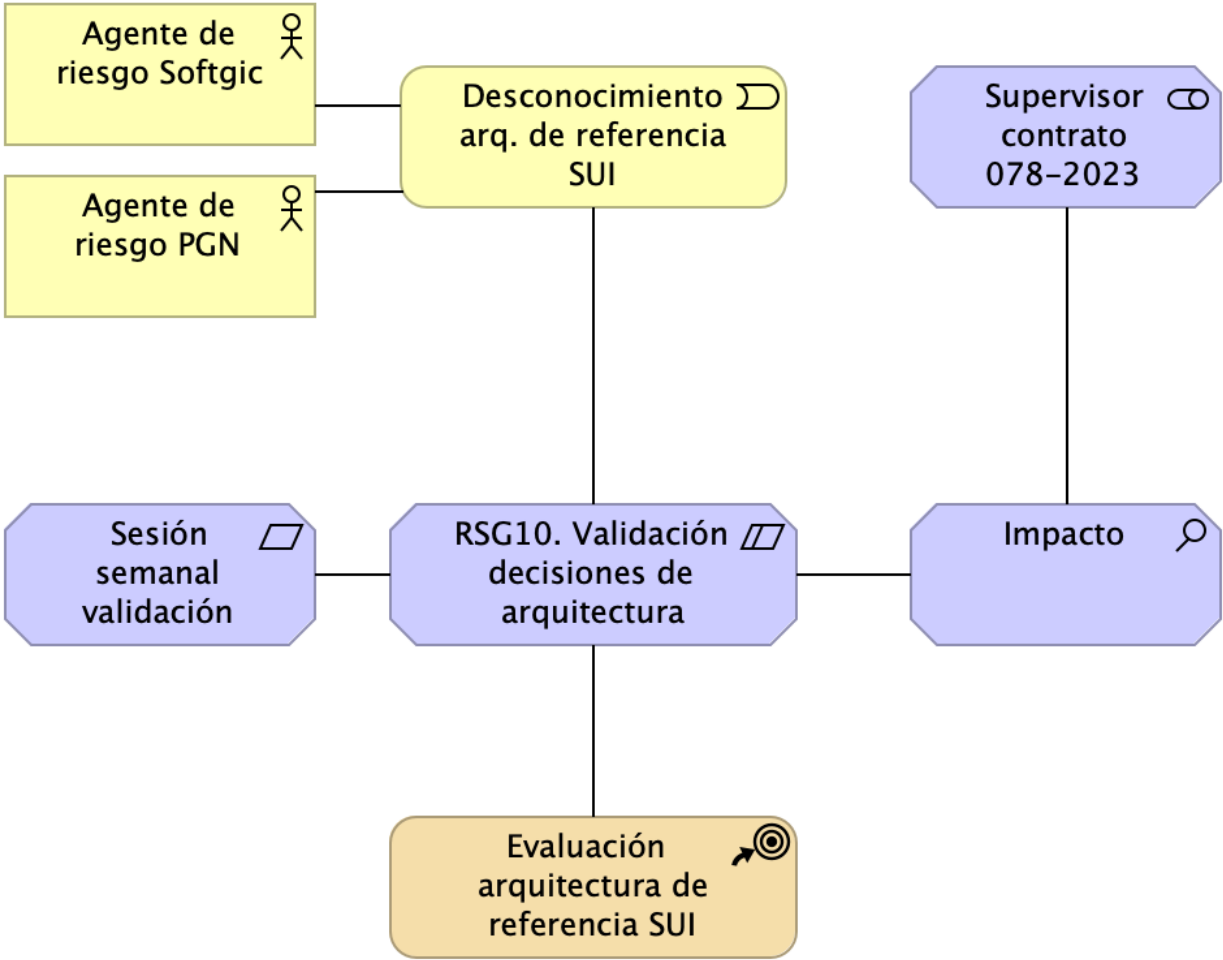 Agente de
riesgo Softgic
Desconocimiento
arq. de referencia
SUI
Supervisor
contrato
078-2023
Agente de
riesgo PGN
Sesión
semanal
validación
RSG10. Validación
decisiones de
arquitectura
Impacto
Evaluación
arquitectura de
referencia SUI